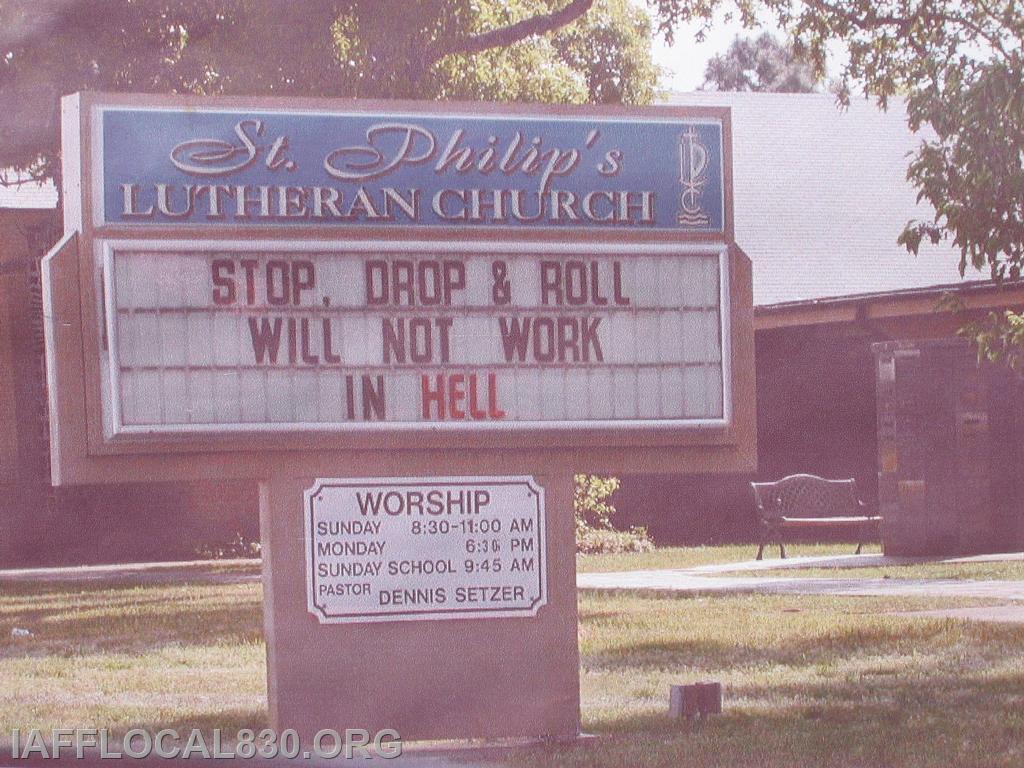 St. Philip's
LUTHERAN CHURCH
STOP, DROP & ROLL
WILL NOT WORK
IN HELL
WORSHIP
SUNDAY 8:30-11:00 AM
MONDAY 6:30 PM
SUNDAY SCHOOL 9:45 AM
PASTOR DENNIS SETZER
IAFFLOCAL830.ORG